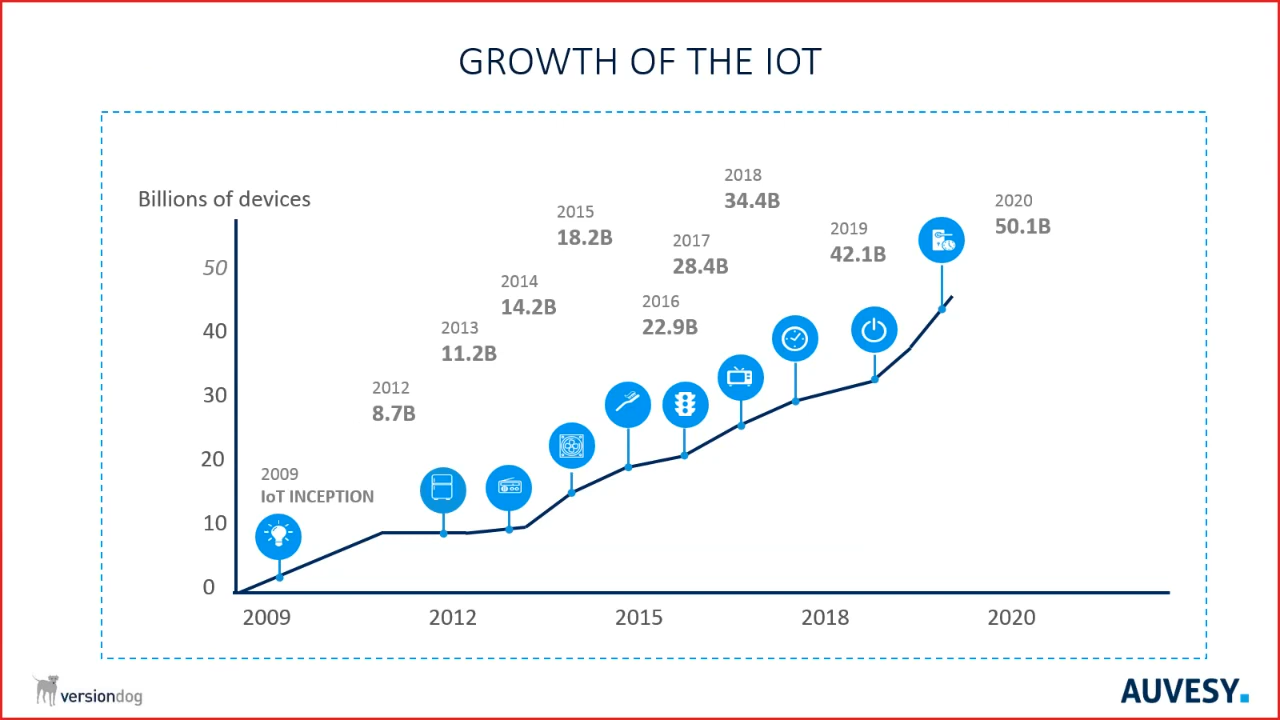 GROWTH OF THE IOT
Billions of devices
50
40
30
20
10
0
2009
IoT INCEPTION
2012
8.7B
2013
11.2B
2014
14.2B
2015
18.2B
2016
22.9B
2017
28.4B
2018
34.4B
2019
42.1B
2020
50.1B
2009
2012
2015
2018
2020
versiondog
AUVESY.